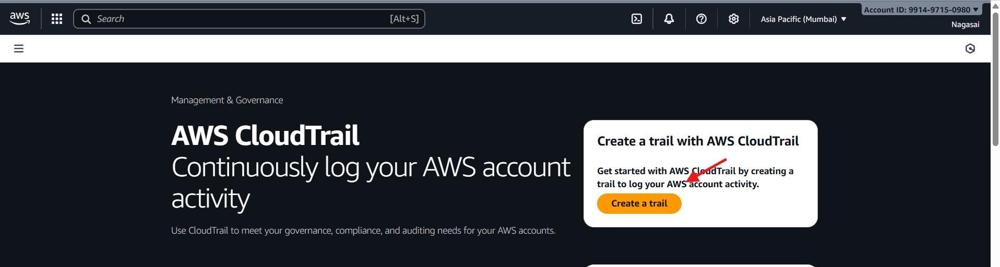 aws
Search [Alt+S]
Asia Pacific (Mumbai)
Account ID: 9914-9715-0980
Nagasai
Management & Governance
AWS CloudTrail
Continuously log your AWS account
activity
Use CloudTrail to meet your governance, compliance, and auditing needs for your AWS accounts.
Create a trail with AWS CloudTrail
Get started with AWS CloudTrail by creating a
trail to log your AWS account activity.
Create a trail